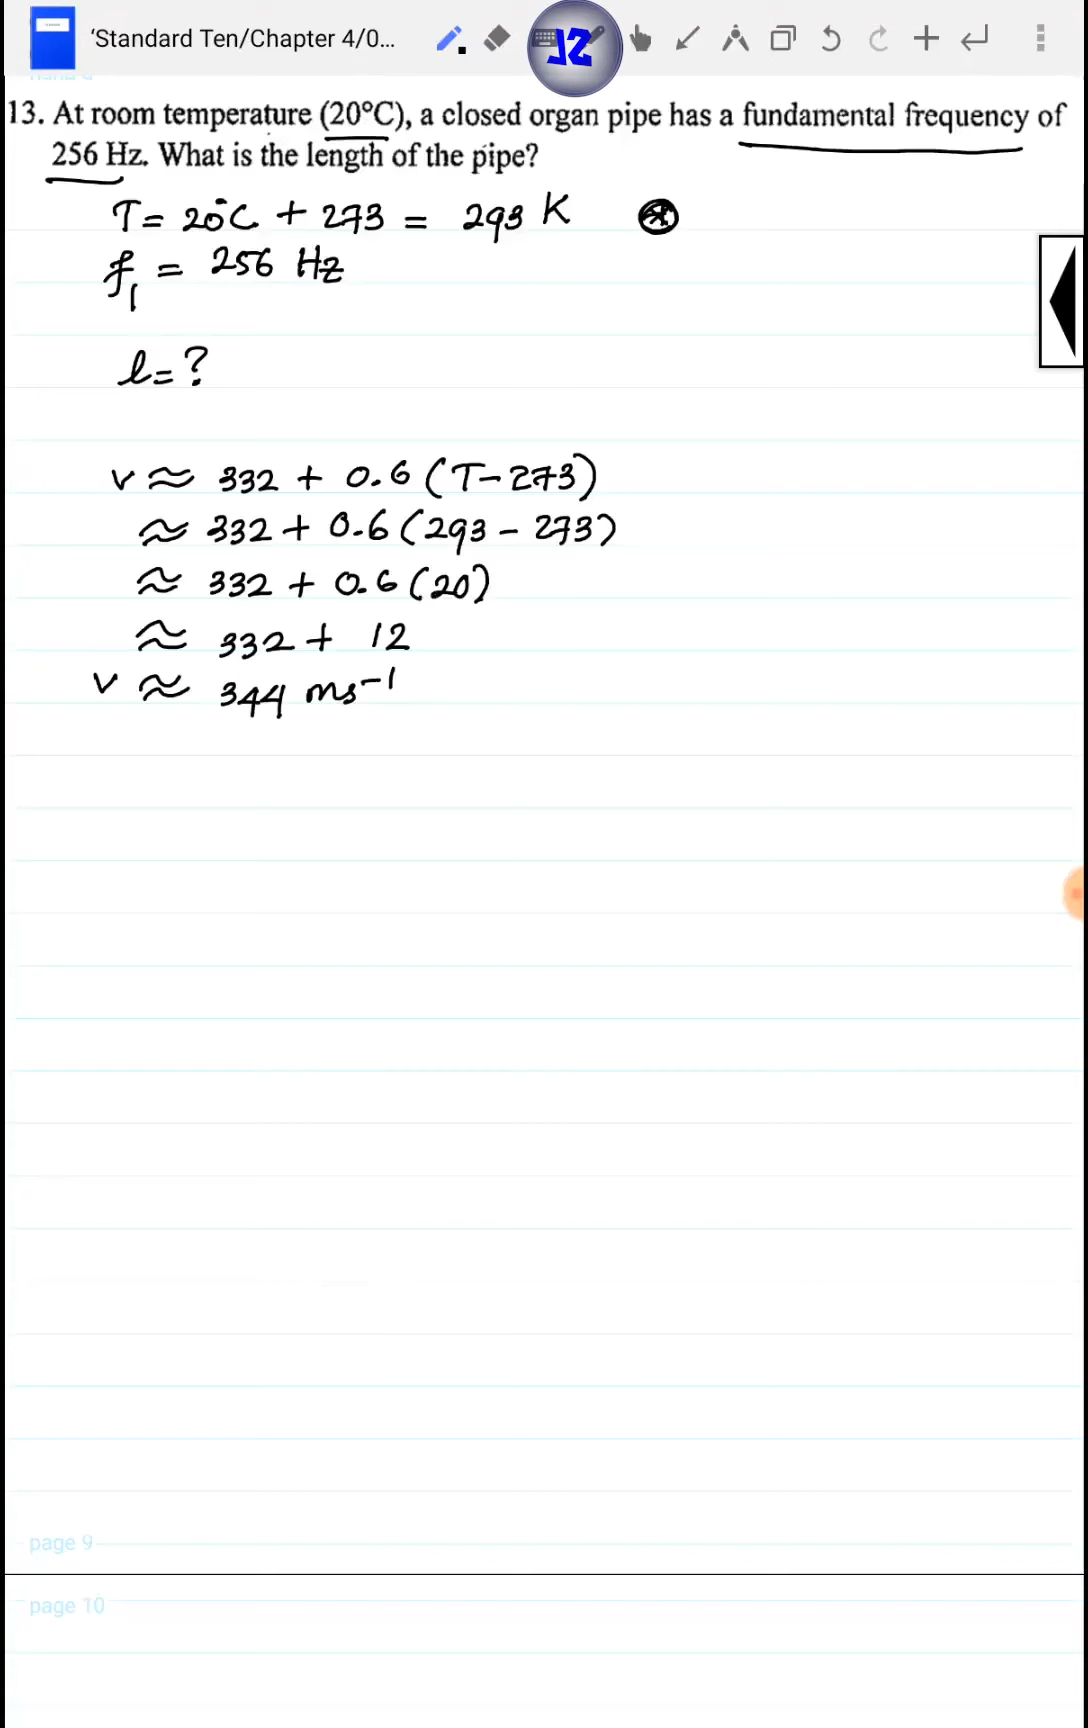 ‘Standard Ten/Chapter 4/0...
JZ
13. At room temperature (20°C), a closed organ pipe has a fundamental frequency of
256 Hz. What is the length of the pipe?
T = 20°C + 273 = 293 K
f₁ = 256 Hz
l = ?
v ≈ 332 + 0.6 (T - 273)
≈ 332 + 0.6 (293 - 273)
≈ 332 + 0.6 (20)
≈ 332 + 12
v ≈ 344 ms⁻¹
page 9
page 10